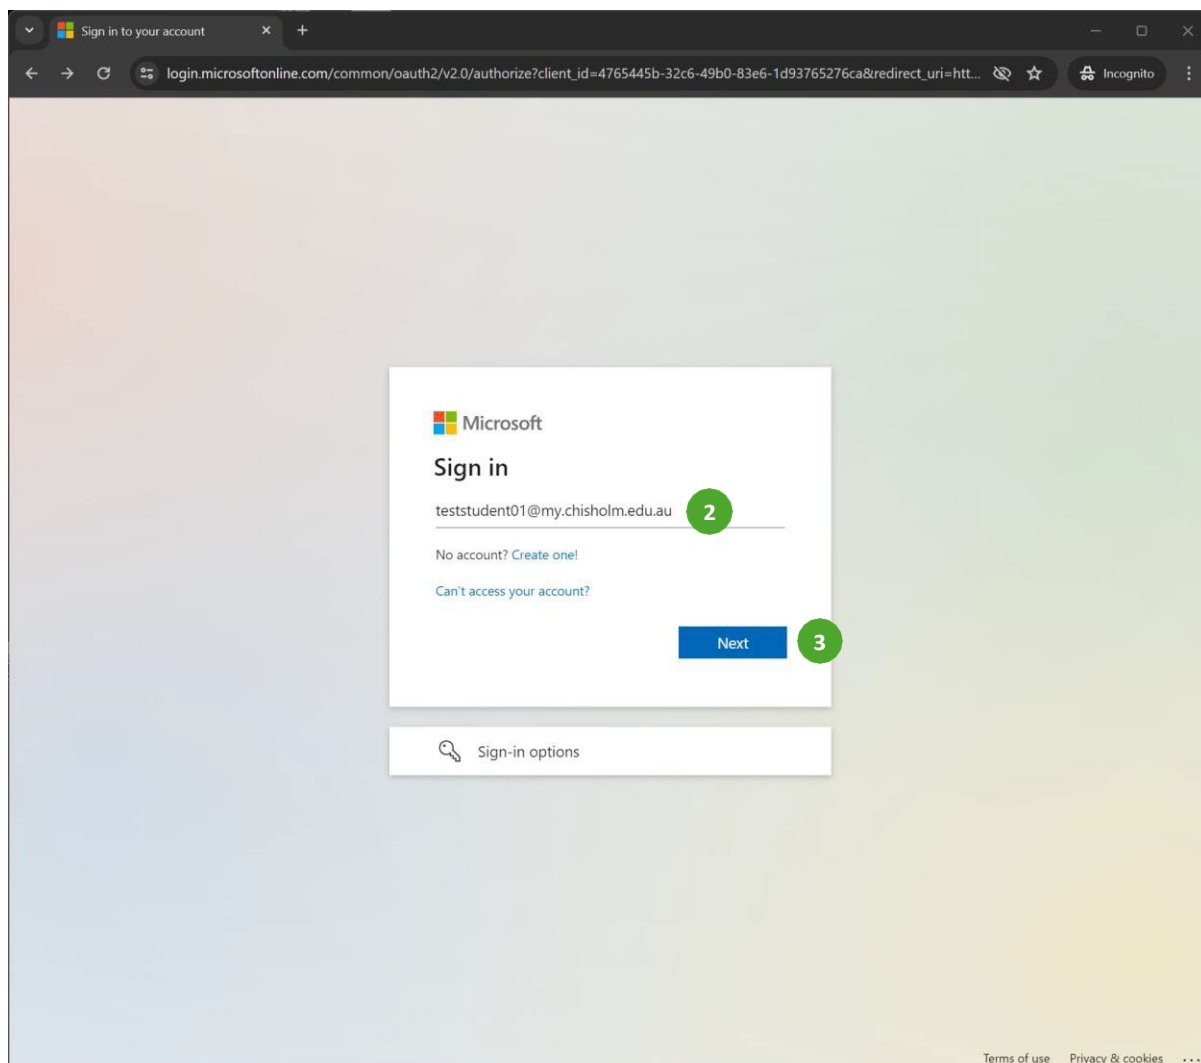 Sign in to your account
login.microsoftonline.com/common/oauth2/v2.0/authorize?client_id=4765445b-32c6-49b0-83e6-1d93765276ca&redirect_uri=htt...
Incognito
Microsoft
Sign in
teststudent01@my.chisholm.edu.au
2
No account? Create one!
Can't access your account?
Next
3
Sign-in options
Terms of use Privacy & cookies ...